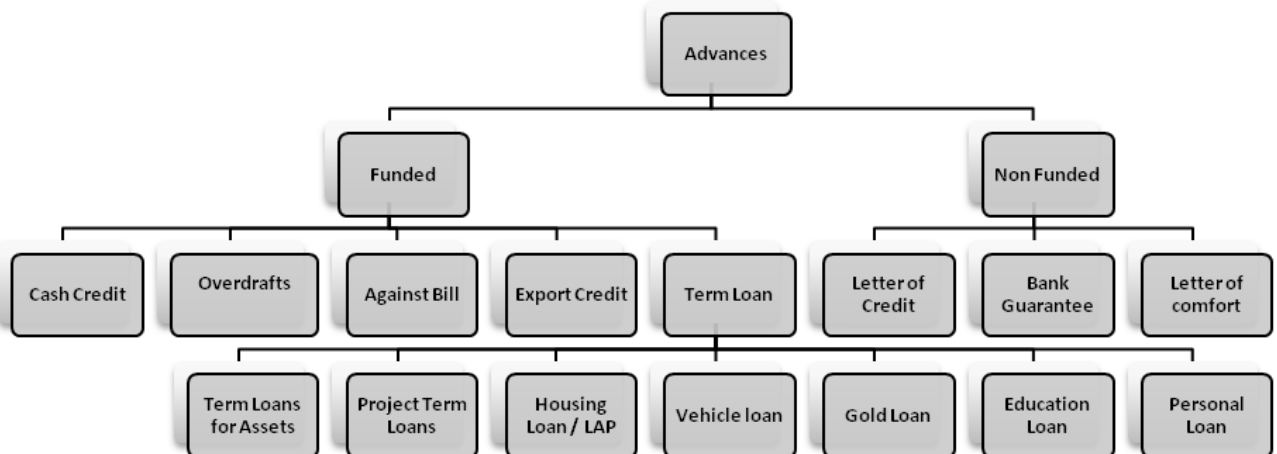 Advances
Funded
Non Funded
Cash Credit
Overdrafts
Against Bill
Export Credit
Term Loan
Letter of
Credit
Bank
Guarantee
Letter of
comfort
Term Loans
for Assets
Project Term
Loans
Housing
Loan / LAP
Vehicle loan
Gold Loan
Education
Loan
Personal
Loan